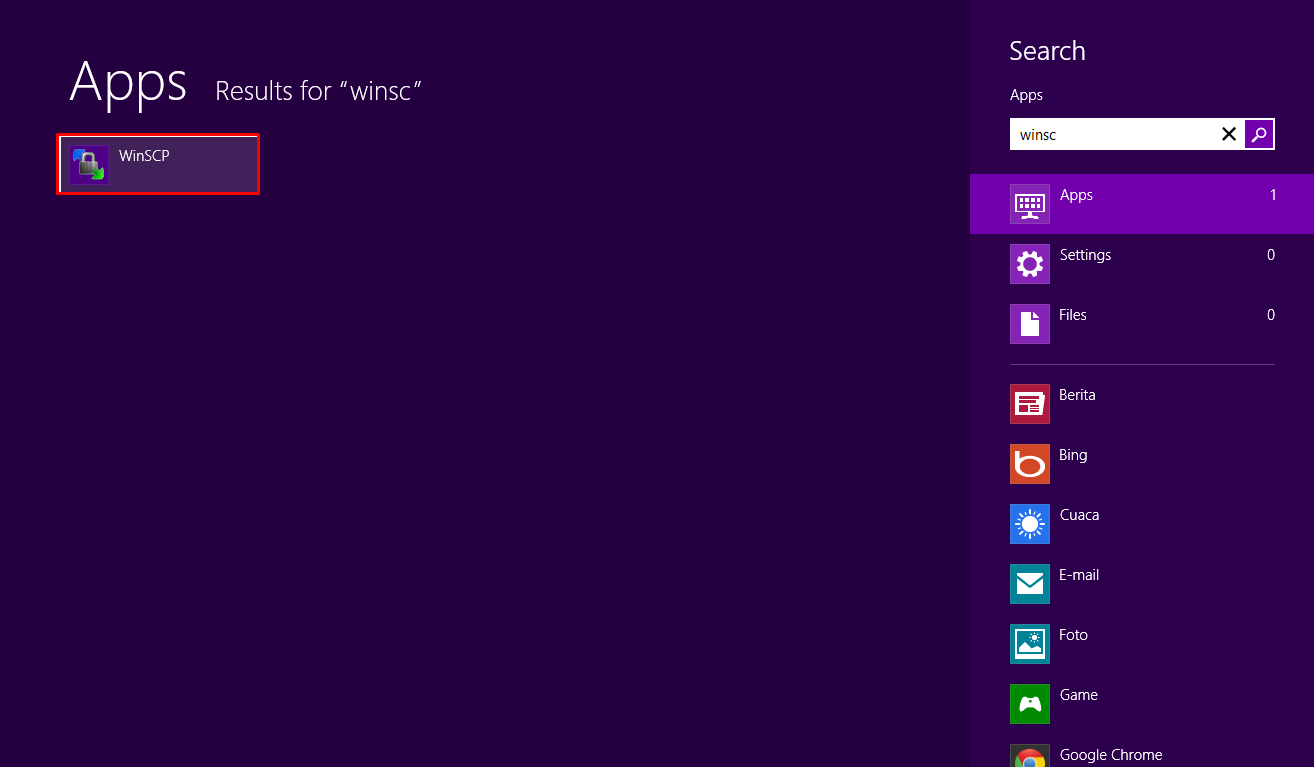 Apps Results for “winsc”
WinSCP
Search
Apps
winsc
Apps 1
Settings 0
Files 0
Berita
Bing
Cuaca
E-mail
Foto
Game
Google Chrome